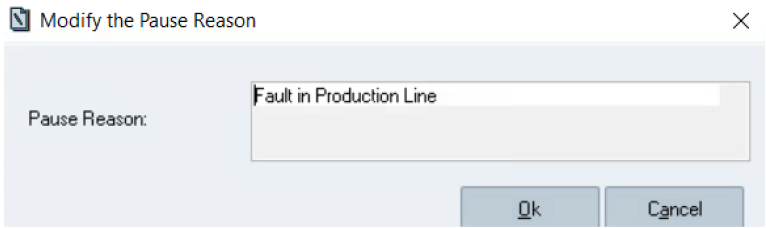 Modify the Pause Reason
Pause Reason:
Fault in Production Line
Ok
Cancel